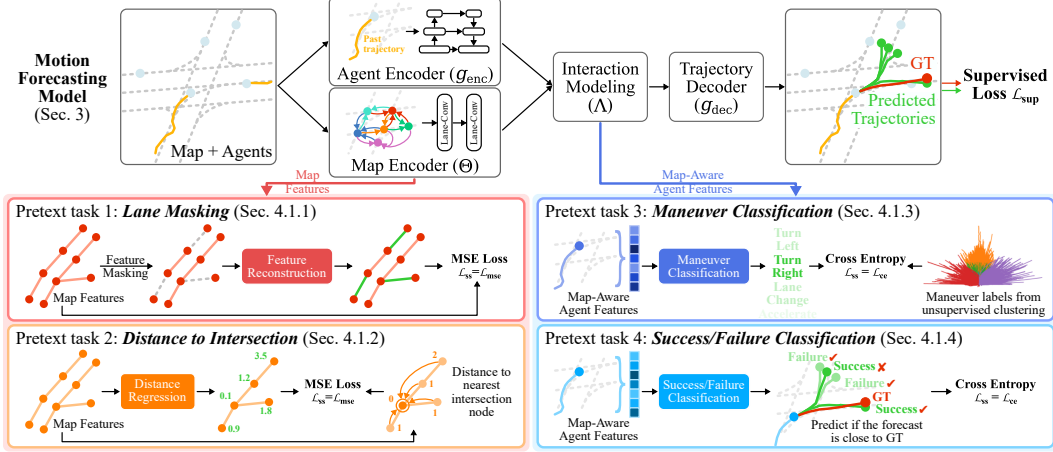 Motion
Forecasting
Model
(Sec. 3)
Map + Agents
Past
trajectory
Agent Encoder (g_enc)
Lane-Conv
Lane-Conv
Map Encoder (Θ)
Interaction
Modeling
(Λ)
Trajectory
Decoder
(g_dec)
GT
Predicted
Trajectories
Supervised
Loss ℒ_sup
Map
Features
Map-Aware
Agent Features
Pretext task 1: Lane Masking (Sec. 4.1.1)
Feature
Masking
Map Features
Feature
Reconstruction
MSE Loss
ℒ_ss=ℒ_mse
Pretext task 2: Distance to Intersection (Sec. 4.1.2)
Map Features
Distance
Regression
3.5
1.2
0.1
1.8
0.9
MSE Loss
ℒ_ss=ℒ_mse
2
1
0
1
1
Distance to
nearest
intersection
node
Pretext task 3: Maneuver Classification (Sec. 4.1.3)
Map-Aware
Agent Features
Maneuver
Classification
Turn
Left
Turn
Right
Lane
Change
Accelerate
Cross Entropy
ℒ_ss = ℒ_ce
Maneuver labels from
unsupervised clustering
Pretext task 4: Success/Failure Classification (Sec. 4.1.4)
Map-Aware
Agent Features
Success/Failure
Classification
Failure ✓
Success ✗
Failure ✓
GT
Success ✓
Predict if the forecast
is close to GT
Cross Entropy
ℒ_ss = ℒ_ce